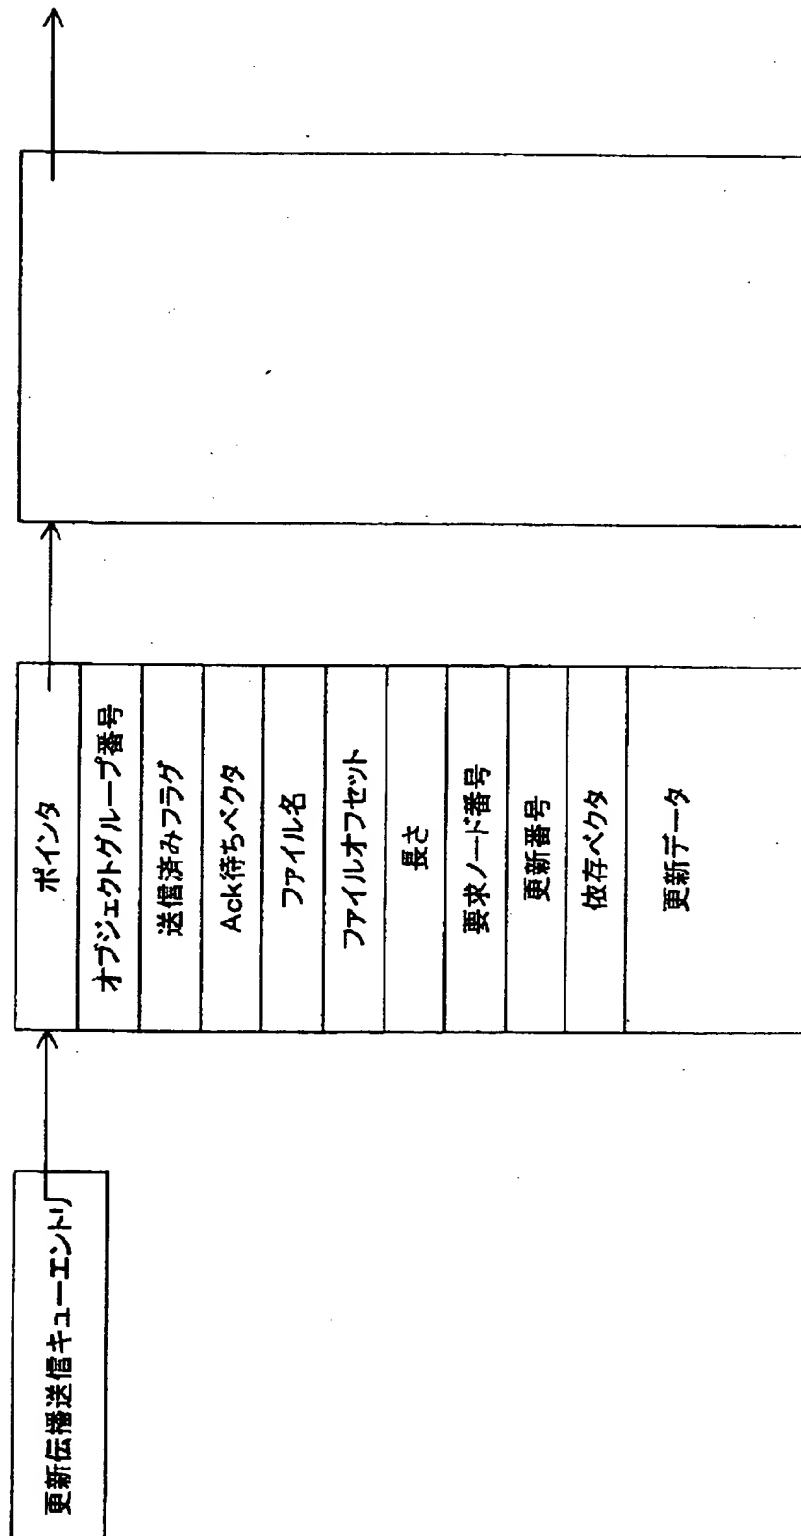 更新伝播送信キューエントリ
ポインタ
オブジェクトグループ番号
送信済みフラグ
Ack待ちベクタ
ファイル名
ファイルオフセット
長さ
要求ノード番号
更新番号
依存ベクタ
更新データ